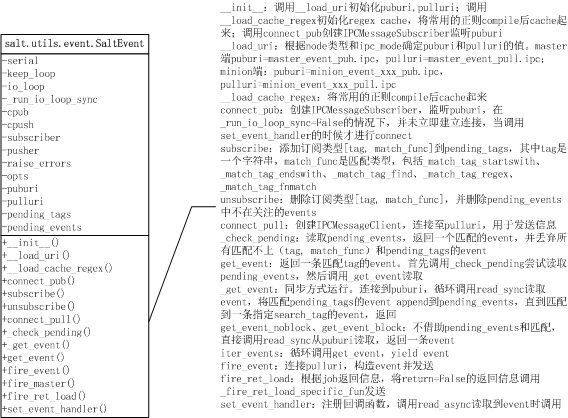 salt.utils.event.SaltEvent
-serial
-keep_loop
-io_loop
-_run_io_loop_sync
-cpub
-cpush
-subscriber
-pusher
-raise_errors
-opts
-puburi
-pulluri
-pending_tags
-pending_events
+__init__()
+__load_uri()
+__load_cache_regex()
+connect_pub()
+subscribe()
+unsubscribe()
+connect_pull()
+_check_pending()
+_get_event()
+get_event()
+fire_event()
+fire_master()
+fire_ret_load()
+set_event_handler()
__init__: 调用__load_uri初始化puburi,pulluri; 调用
__load_cache_regex初始化regex cache, 将常用的正则compile后cache起
来; 调用connect_pub创建IPCMessageSubscriber监听puburi
__load_uri: 根据node类型和ipc_mode确定puburi和pulluri的值。master
端puburi=master_event_pub.ipc, pulluri=master_event_pull.ipc;
minion端: puburi=minion_event_xxx_pub.ipc,
pulluri=minion_event_xxx_pull.ipc
__load_cache_regex: 将常用的正则compile后cache起来
connect_pub: 创建IPCMessageSubscriber, 监听puburi, 在
_run_io_loop_sync=False的情况下, 并未立即建立连接, 当调用
set_event_handler的时候才进行connect
subscribe: 添加订阅类型[tag, match_func]到pending_tags, 其中tag是
一个字符串, match_func是匹配类型, 包括_match_tag_startswith、
_match_tag_endswith、_match_tag_find、_match_tag_regex、
_match_tag_fnmatch
unsubscribe: 删除订阅类型[tag, match_func], 并删除pending_events
中不在关注的events
connect_pull: 创建IPCMessageClient, 连接至pulluri, 用于发送信息
_check_pending: 读取pending_events, 返回一个匹配的event, 并丢弃所
有匹配不上 (tag, match_func) 和pending_tags的event
get_event: 返回一条匹配tag的event。首先调用_check_pending尝试读取
pending_events, 然后调用_get_event读取
_get_event: 同步方式运行。连接到puburi, 循环调用read_sync读取
event, 将匹配pending_tags的event append到pending_events, 直到匹配
到一条指定search_tag的event, 返回
get_event_noblock、get_event_block: 不借助pending_events和匹配,
直接调用read_sync从puburi读取, 返回一条event
iter_events: 循环调用get_event, yield event
fire_event: 连接pulluri, 构造event并发送
fire_ret_load: 根据job返回信息, 将return=False的返回信息调用
_fire_ret_load_specific_fun发送
set_event_handler: 注册回调函数, 调用read_async读取到event时调用